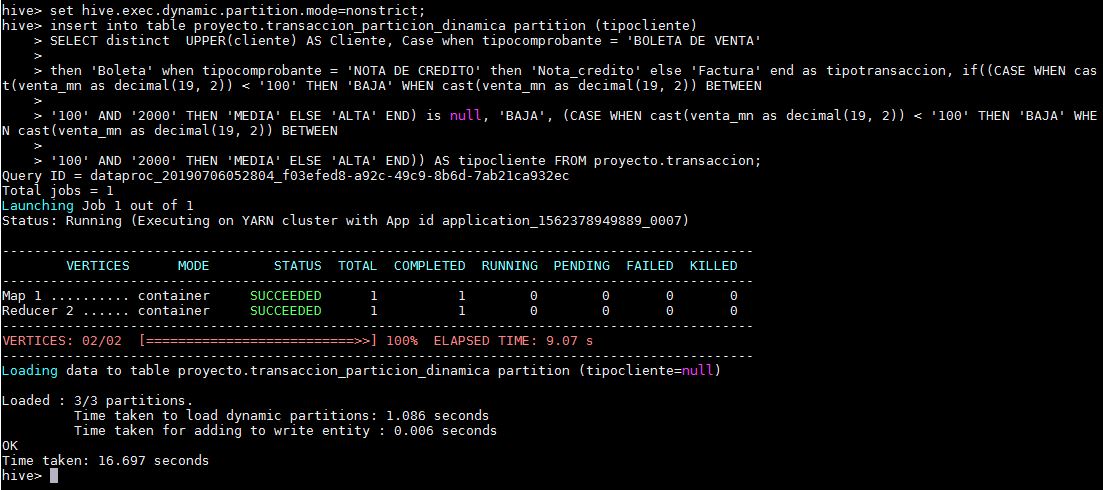 hive> set hive.exec.dynamic.partition.mode=nonstrict;
hive> insert into table proyecto.transaccion_particion_dinamica partition (tipocliente)
    > SELECT distinct  UPPER(cliente) AS Cliente, Case when tipocomprobante = 'BOLETA DE VENTA'
    >
    > then 'Boleta' when tipocomprobante = 'NOTA DE CREDITO' then 'Nota_credito' else 'Factura' end as tipotransaccion, if((CASE WHEN cas
t(venta_mn as decimal(19, 2)) < '100' THEN 'BAJA' WHEN cast(venta_mn as decimal(19, 2)) BETWEEN
    >
    > '100' AND '2000' THEN 'MEDIA' ELSE 'ALTA' END) is null, 'BAJA', (CASE WHEN cast(venta_mn as decimal(19, 2)) < '100' THEN 'BAJA' WHE
N cast(venta_mn as decimal(19, 2)) BETWEEN
    >
    > '100' AND '2000' THEN 'MEDIA' ELSE 'ALTA' END)) AS tipocliente FROM proyecto.transaccion;
Query ID = dataproc_20190706052804_f03efed8-a92c-49c9-8b6d-7ab21ca932ec
Total jobs = 1
Launching Job 1 out of 1
Status: Running (Executing on YARN cluster with App id application_1562378949889_0007)
----------------------------------------------------------------------------------------------
        VERTICES      MODE        STATUS  TOTAL  COMPLETED  RUNNING  PENDING  FAILED  KILLED
----------------------------------------------------------------------------------------------
Map 1 .......... container     SUCCEEDED      1          1        0        0       0       0
Reducer 2 ...... container     SUCCEEDED      1          1        0        0       0       0
----------------------------------------------------------------------------------------------
VERTICES: 02/02  [==========================>>] 100%  ELAPSED TIME: 9.07 s
----------------------------------------------------------------------------------------------
Loading data to table proyecto.transaccion_particion_dinamica partition (tipocliente=null)
Loaded : 3/3 partitions.
         Time taken to load dynamic partitions: 1.086 seconds
         Time taken for adding to write entity : 0.006 seconds
OK
Time taken: 16.697 seconds
hive>